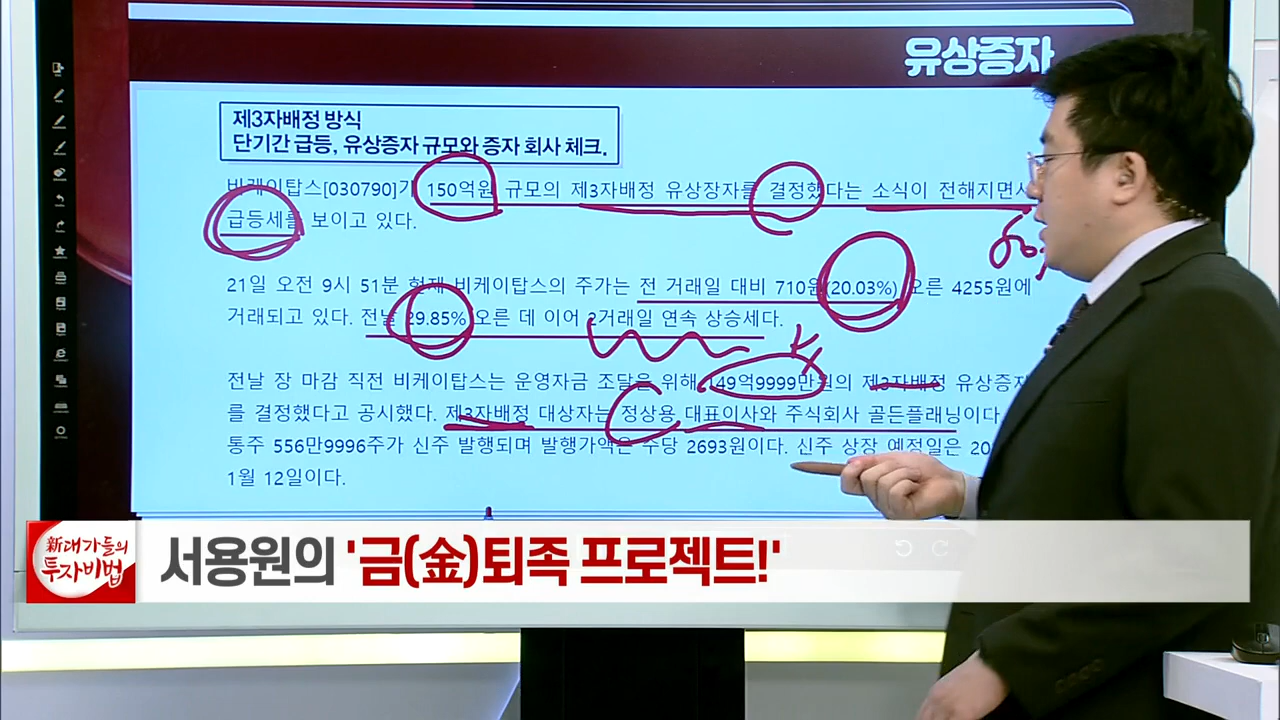 유상증자
제3자배정 방식
단기간 급등, 유상증자 규모와 증자 회사 체크.
비케이탑스[030790]가 150억원 규모의 제3자배정 유상장자를 결정했다는 소식이 전해지면서
급등세를 보이고 있다.
21일 오전 9시 51분 현재 비케이탑스의 주가는 전 거래일 대비 710원(20.03%) 오른 4255원에
거래되고 있다. 전날 29.85% 오른 데 이어 2거래일 연속 상승세다.
전날 장 마감 직전 비케이탑스는 운영자금 조달을 위해 149억9999만원의 제3자배정 유상증자
를 결정했다고 공시했다. 제3자배정 대상자는 정상용 대표이사와 주식회사 골든플래닝이다
통주 556만9996주가 신주 발행되며 발행가액은 주당 2693원이다. 신주 상장 예정일은 20
1월 12일이다.
新대가들의
투자비법
서용원의 '금(金)퇴족 프로젝트!'